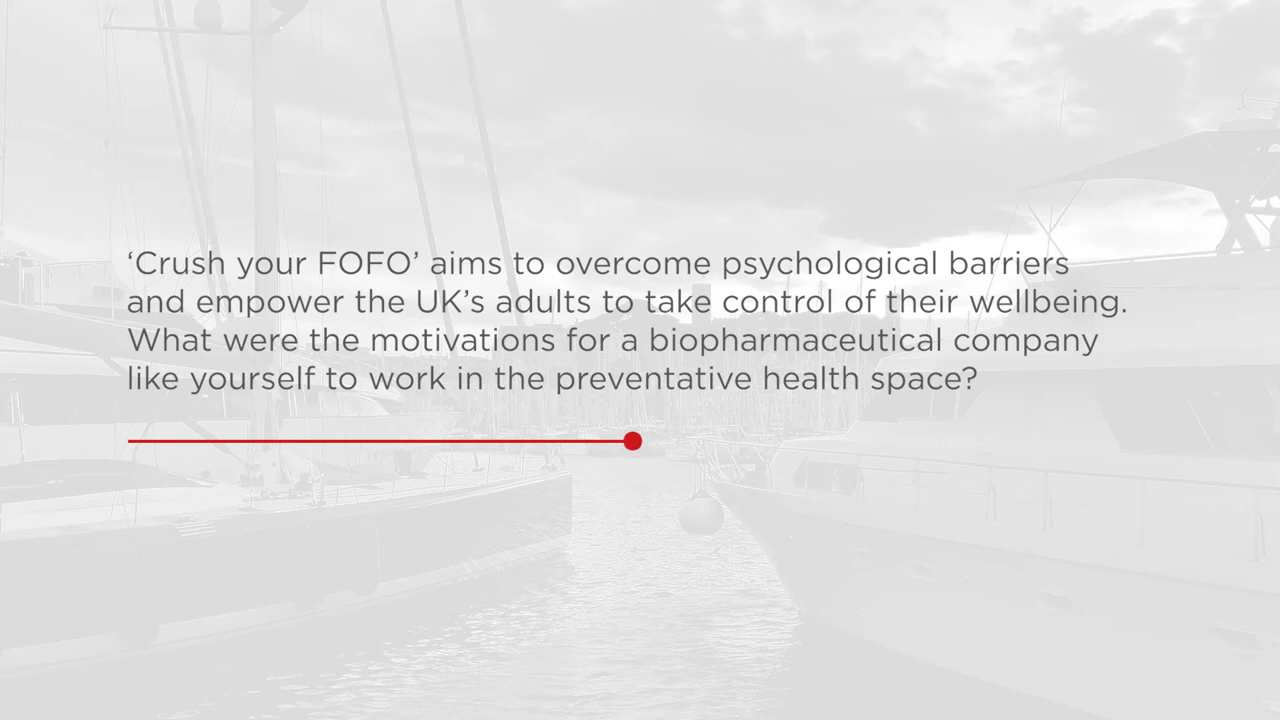 ‘Crush your FOFO’ aims to overcome psychological barriers
and empower the UK’s adults to take control of their wellbeing.
What were the motivations for a biopharmaceutical company
like yourself to work in the preventative health space?